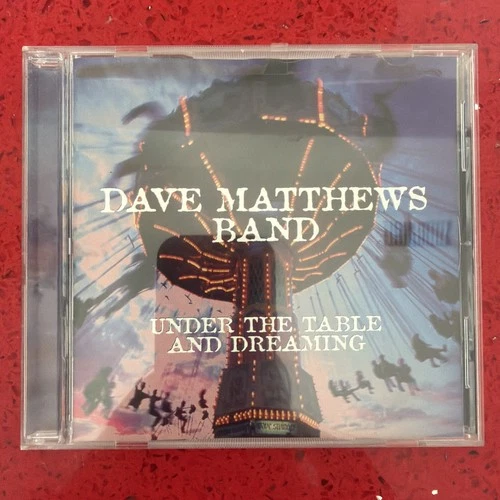 DAVE MATTHEWS
BAND
UNDER THE TABLE
AND DREAMING